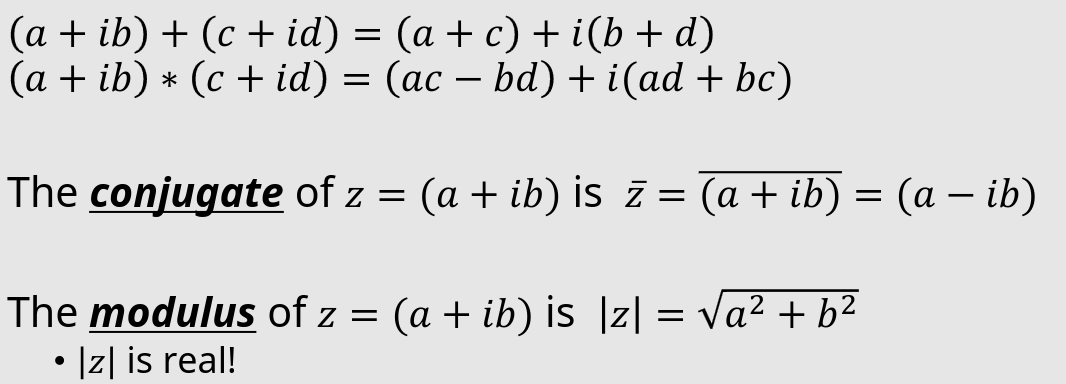 (a + ib) + (c + id) = (a + c) + i(b + d)
(a + ib) ∗ (c + id) = (ac − bd) + i(ad + bc)
The conjugate of z = (a + ib) is z̄ = \overline{(a + ib)} = (a − ib)
The modulus of z = (a + ib) is |z| = √(a² + b²)
• |z| is real!